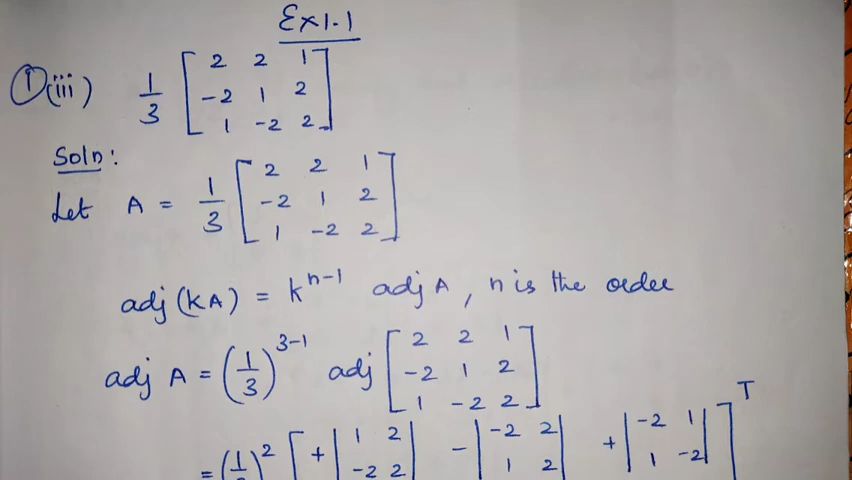 Ex 1.1
① (iii) 1/3 [2 2 1
-2 1 2
1 -2 2]
Soln:
Let A = 1/3 [2 2 1
-2 1 2
1 -2 2]
adj (kA) = k^(n-1) adj A, n is the order
adj A = (1/3)^(3-1) adj [2 2 1
-2 1 2
1 -2 2]
= (1/3)^2 [+|1 2
-2 2| -|-2 2
1 2| +|-2 1
1 -2|]^T